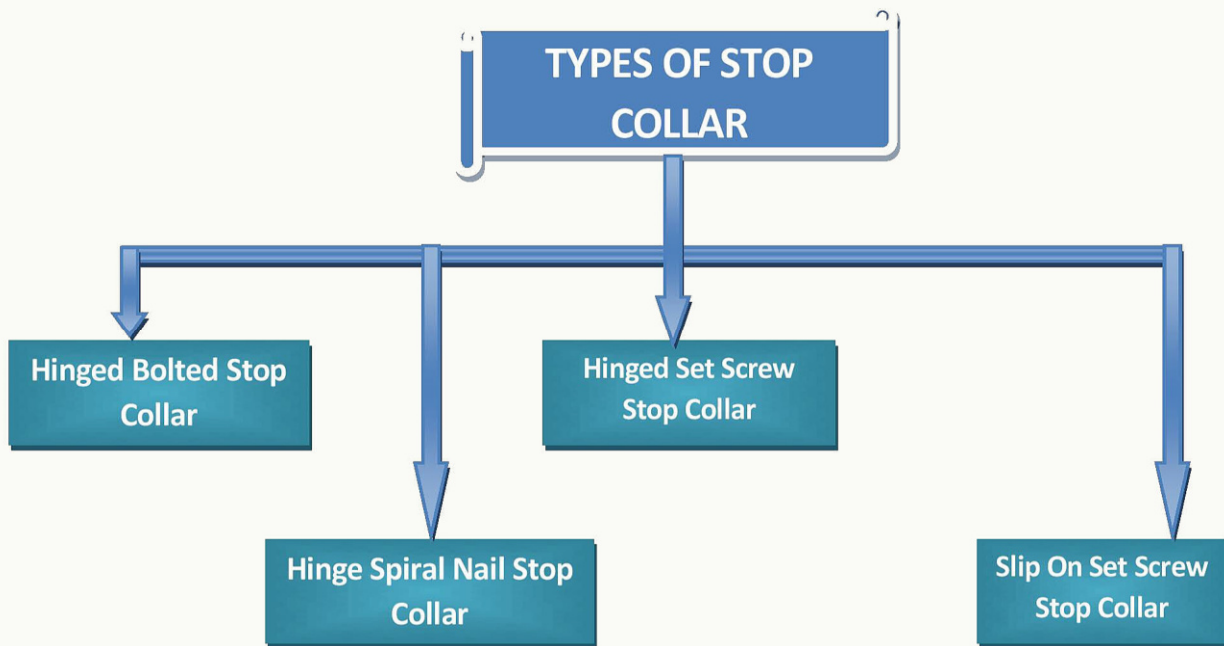 TYPES OF STOP
COLLAR
Hinged Bolted Stop
Collar
Hinged Set Screw
Stop Collar
Hinge Spiral Nail Stop
Collar
Slip On Set Screw
Stop Collar